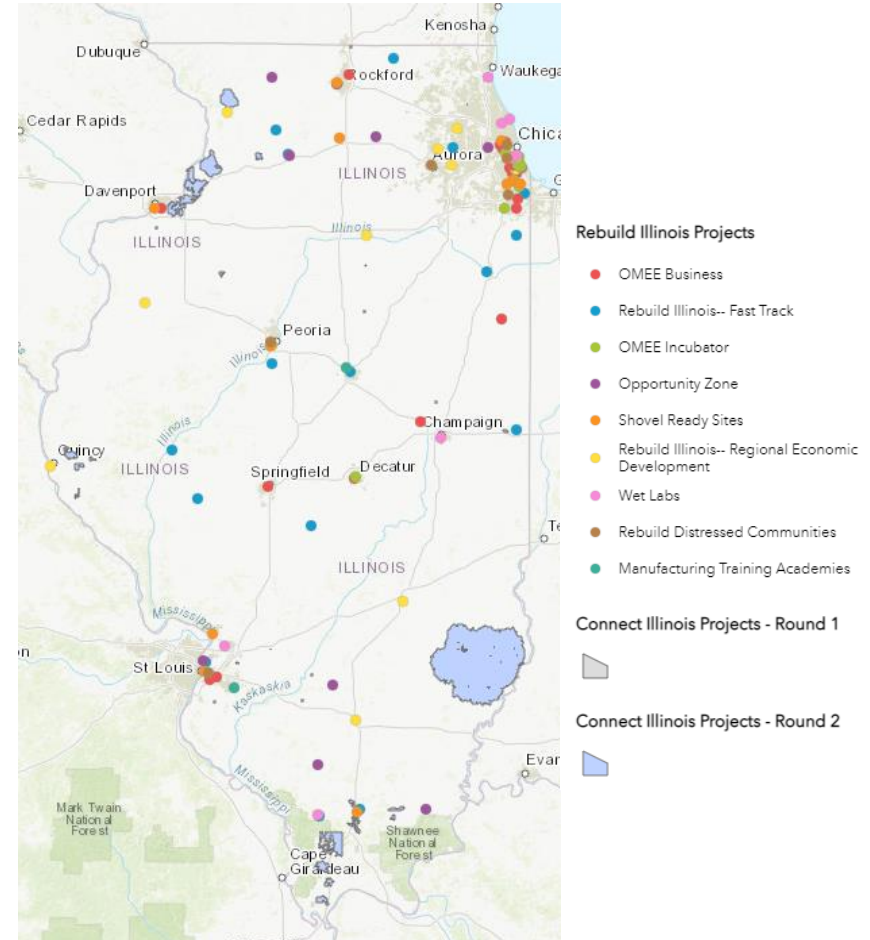 Kenosha
Dubuque
Rockford
Waukega
Cedar Rapids
Chica
Aurora
ILLINOIS
Davenport
G
Illinois
ILLINOIS
Peoria
Illinois
Champaign
Illinois
Quincy
ILLINOIS
Springfield
Decatur
Te
ILLINOIS
Mississippi
n
St Louis
Kaskaskia
Evar
Mississippi
Mark Twain
National
Forest
Shawnee
National
Forest
Cape
Girardeau
Rebuild Illinois Projects
OMEE Business
Rebuild Illinois-- Fast Track
OMEE Incubator
Opportunity Zone
Shovel Ready Sites
Rebuild Illinois-- Regional Economic
Development
Wet Labs
Rebuild Distressed Communities
Manufacturing Training Academies
Connect Illinois Projects - Round 1
Connect Illinois Projects - Round 2